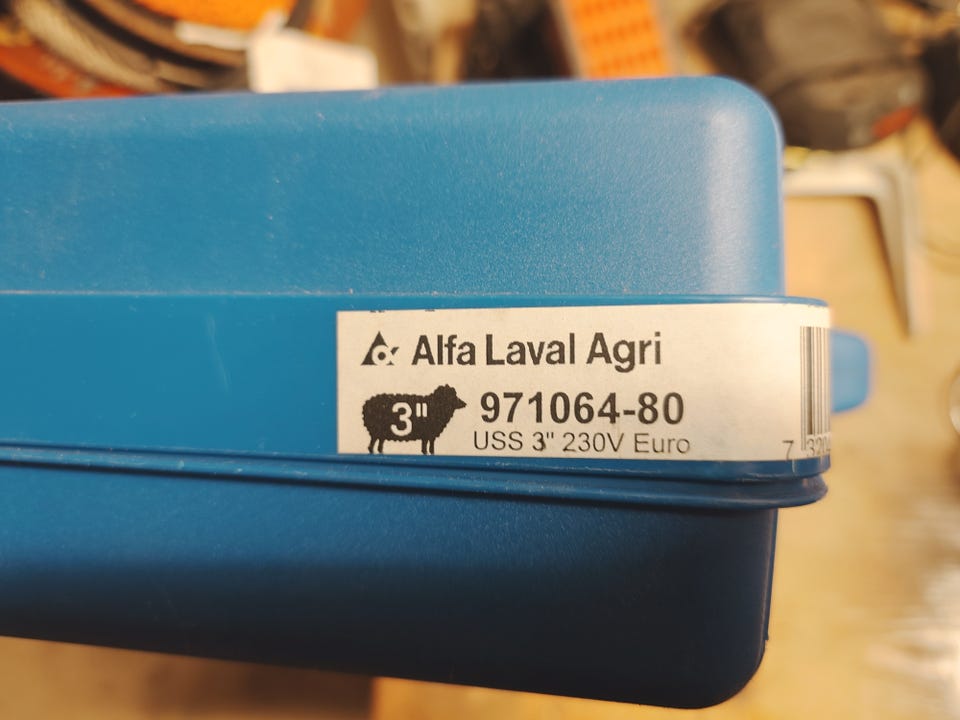 Alfa Laval Agri
3"
971064-80
USS 3" 230V Euro